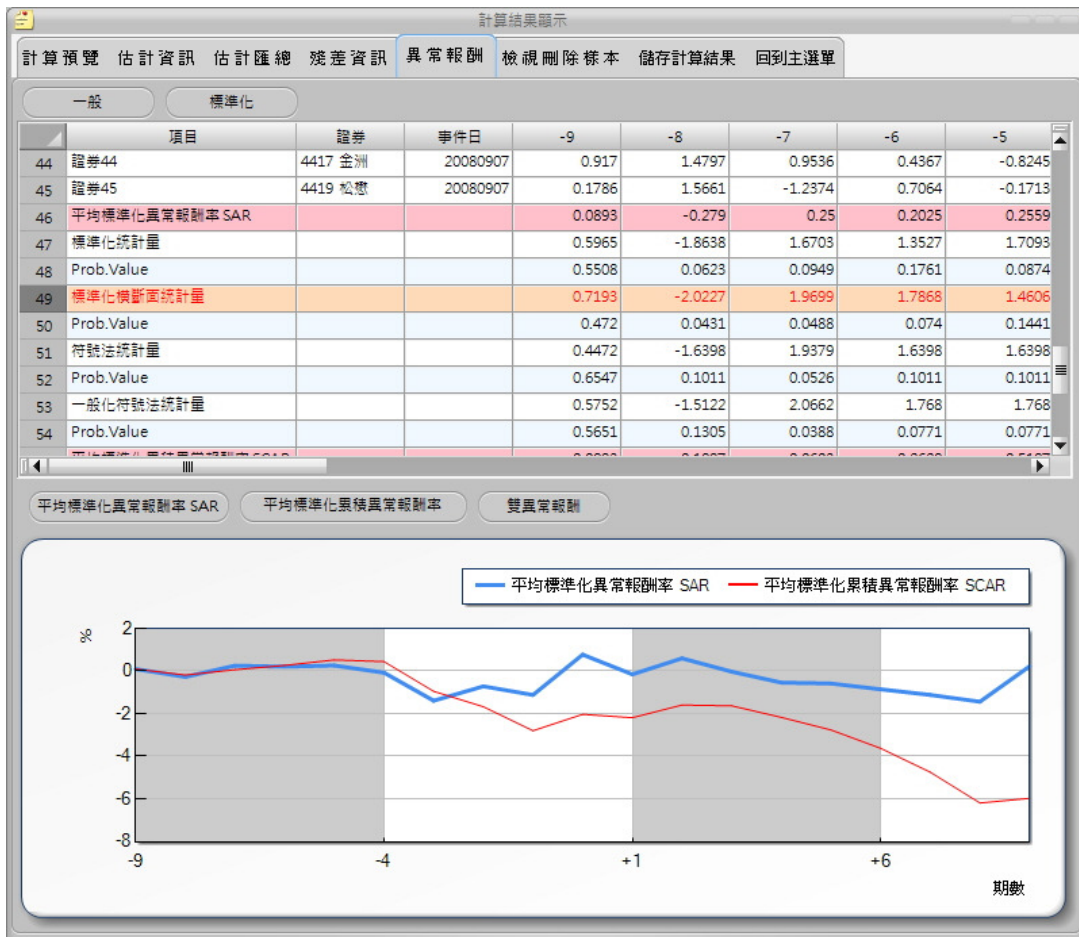 計算結果顯示
計算預覽 估計資訊 估計匯總 殘差資訊 異常報酬 檢視刪除樣本 儲存計算結果 回到主選單
一般 標準化
項目 證券 事件日 -9 -8 -7 -6 -5
44 證券44 4417 金洲 20080907 0.917 1.4797 0.9536 0.4367 -0.8245
45 證券45 4419 松懋 20080907 0.1786 1.5661 -1.2374 0.7064 -0.1713
46 平均標準化異常報酬率 SAR 0.0893 -0.279 0.25 0.2025 0.2559
47 標準化統計量 0.5965 -1.8638 1.6703 1.3527 1.7093
48 Prob.Value 0.5508 0.0623 0.0949 0.1761 0.0874
49 標準化橫斷面統計量 0.7193 -2.0227 1.9699 1.7868 1.4606
50 Prob.Value 0.472 0.0431 0.0488 0.074 0.1441
51 符號法統計量 0.4472 -1.6398 1.9379 1.6398 1.6398
52 Prob.Value 0.6547 0.1011 0.0526 0.1011 0.1011
53 一般化符號法統計量 0.5752 -1.5122 2.0662 1.768 1.768
54 Prob.Value 0.5651 0.1305 0.0388 0.0771 0.0771
平均標準化異常報酬率 SAR 平均標準化累積異常報酬率 雙異常報酬
平均標準化異常報酬率 SAR 平均標準化累積異常報酬率 SCAR
%
2
0
-2
-4
-6
-8
-9 -4 +1 +6
期數